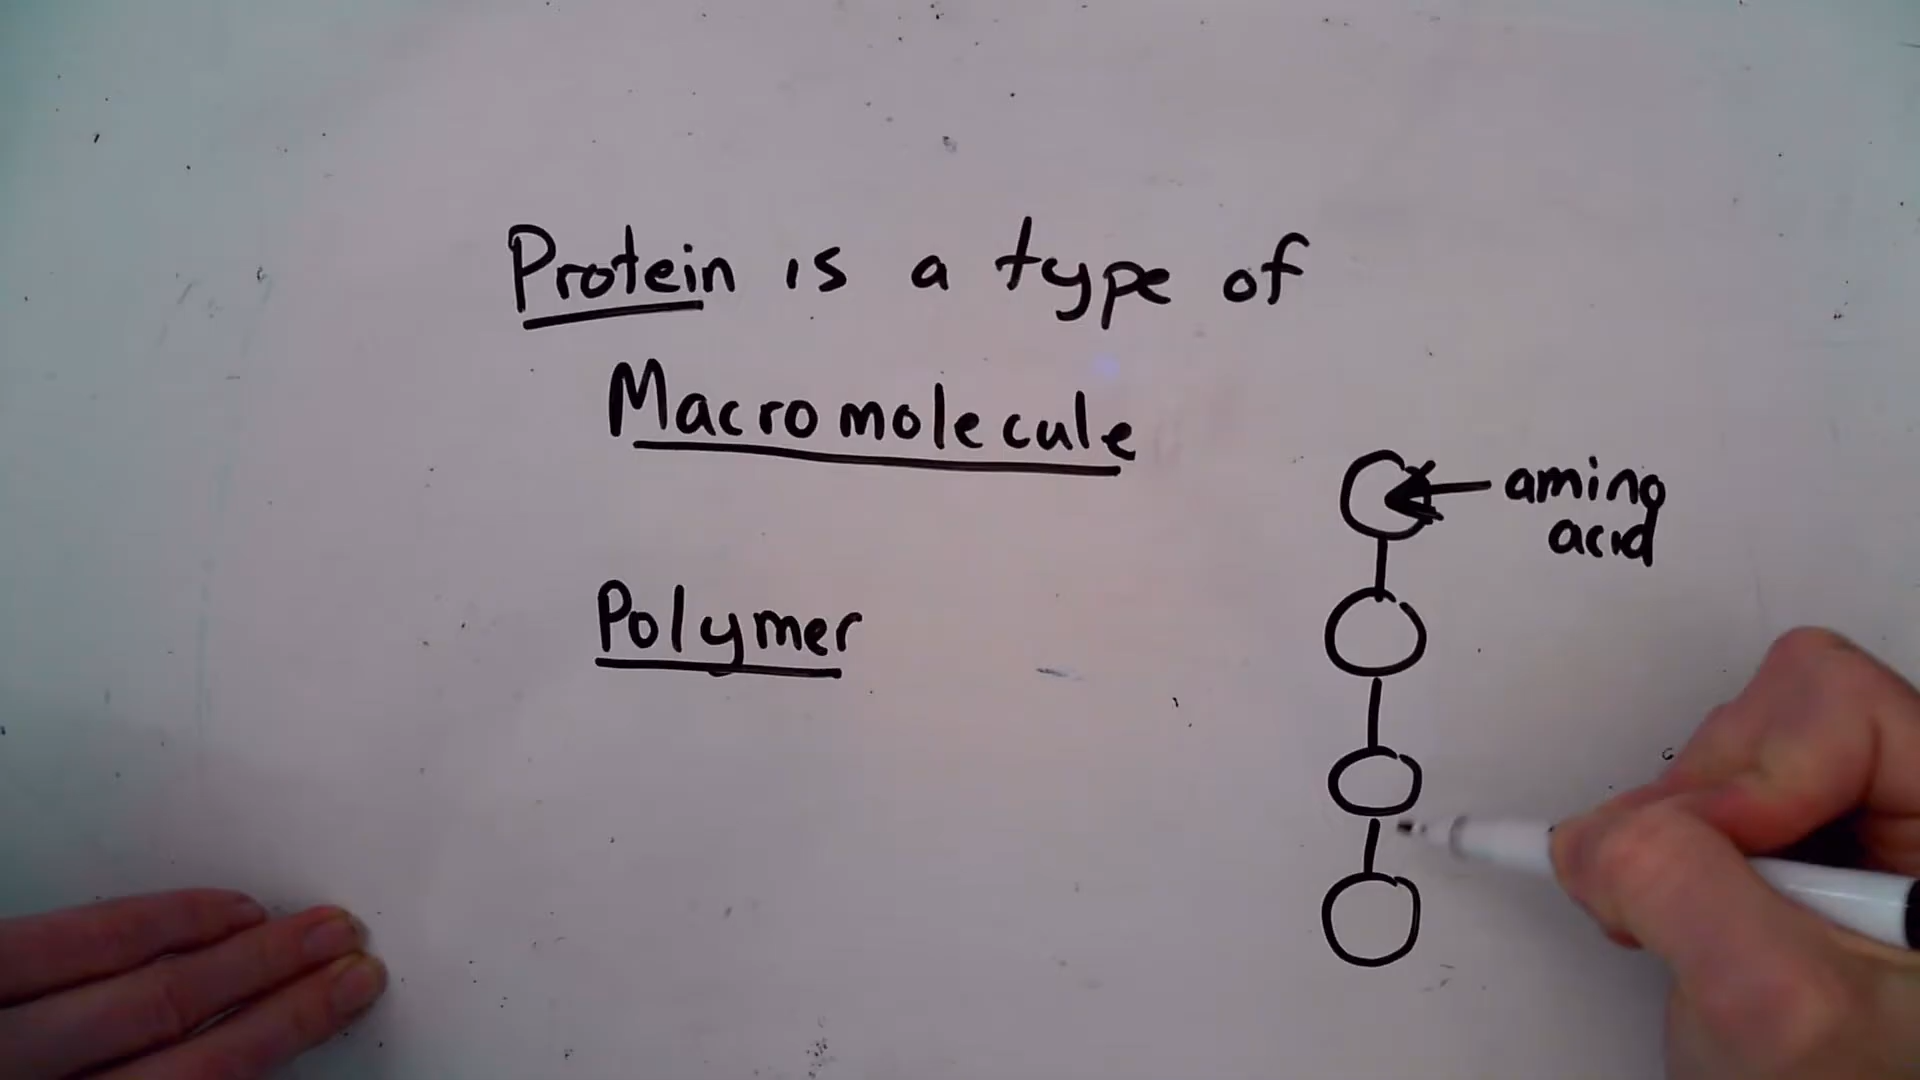 Protein is a type of
Macromolecule
amino
acid
Polymer